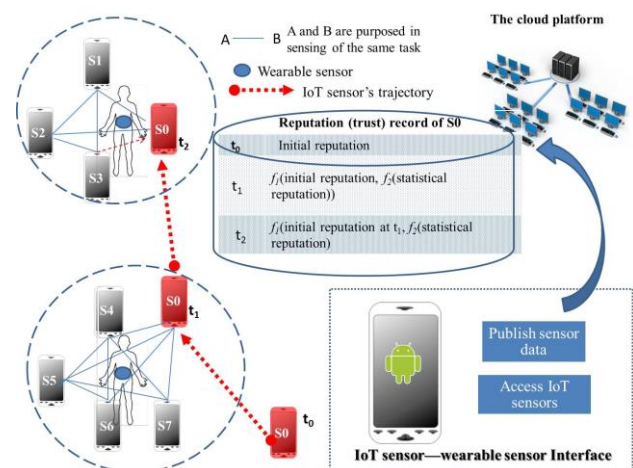 A B A and B are purposed in
sensing of the same task
Wearable sensor
IoT sensor's trajectory
The cloud platform
S1
S2
S0
t2
S3
Reputation (trust) record of S0
t0 Initial reputation
t1 f1(initial reputation, f2(statistical
reputation))
t2 f1(initial reputation at t1, f2(statistical
reputation)
S0
t1
S4
S5
S6
S7
S0
t0
Publish sensor
data
Access IoT
sensors
IoT sensor—wearable sensor Interface